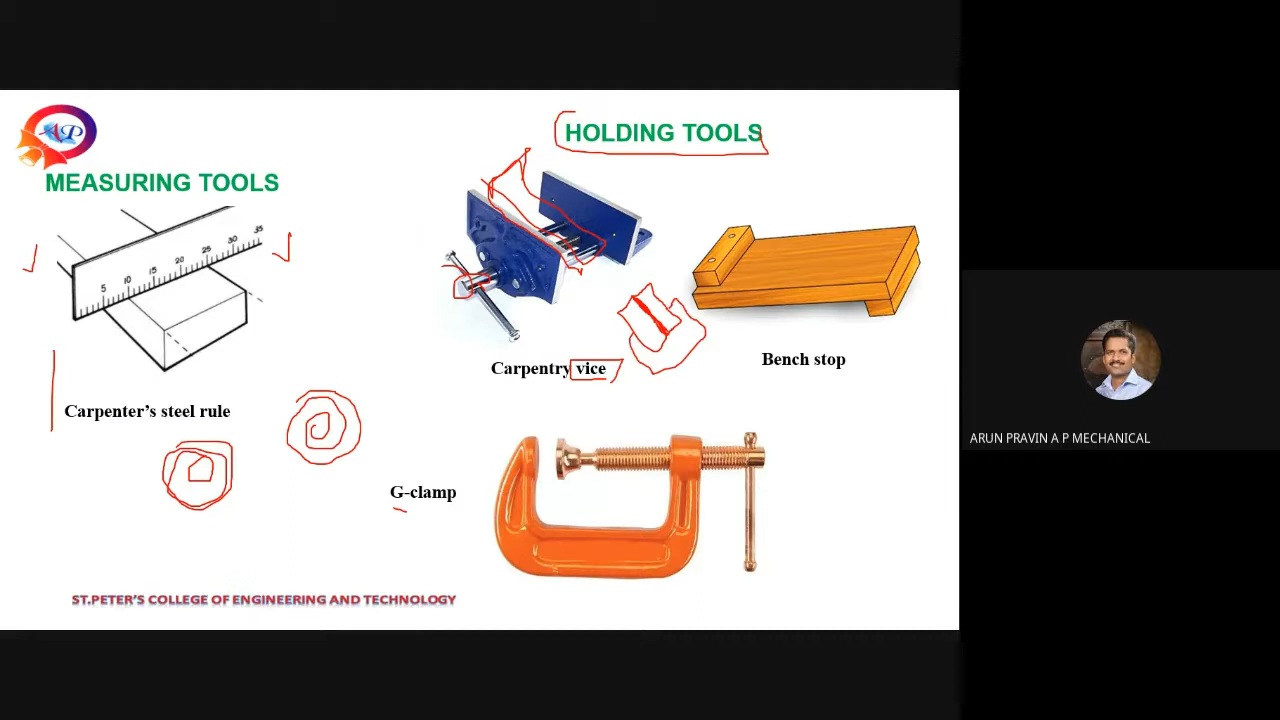 AP
HOLDING TOOLS
MEASURING TOOLS
5 10 15 20 25 30 35
Carpentry vice
Bench stop
Carpenter's steel rule
G-clamp
ST.PETER'S COLLEGE OF ENGINEERING AND TECHNOLOGY
ARUN PRAVIN A P MECHANICAL